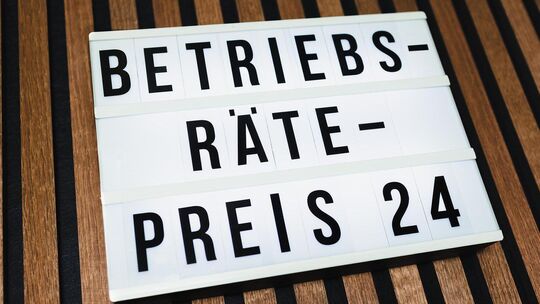 BETRIEBS-
RÄTE-
PREIS 24